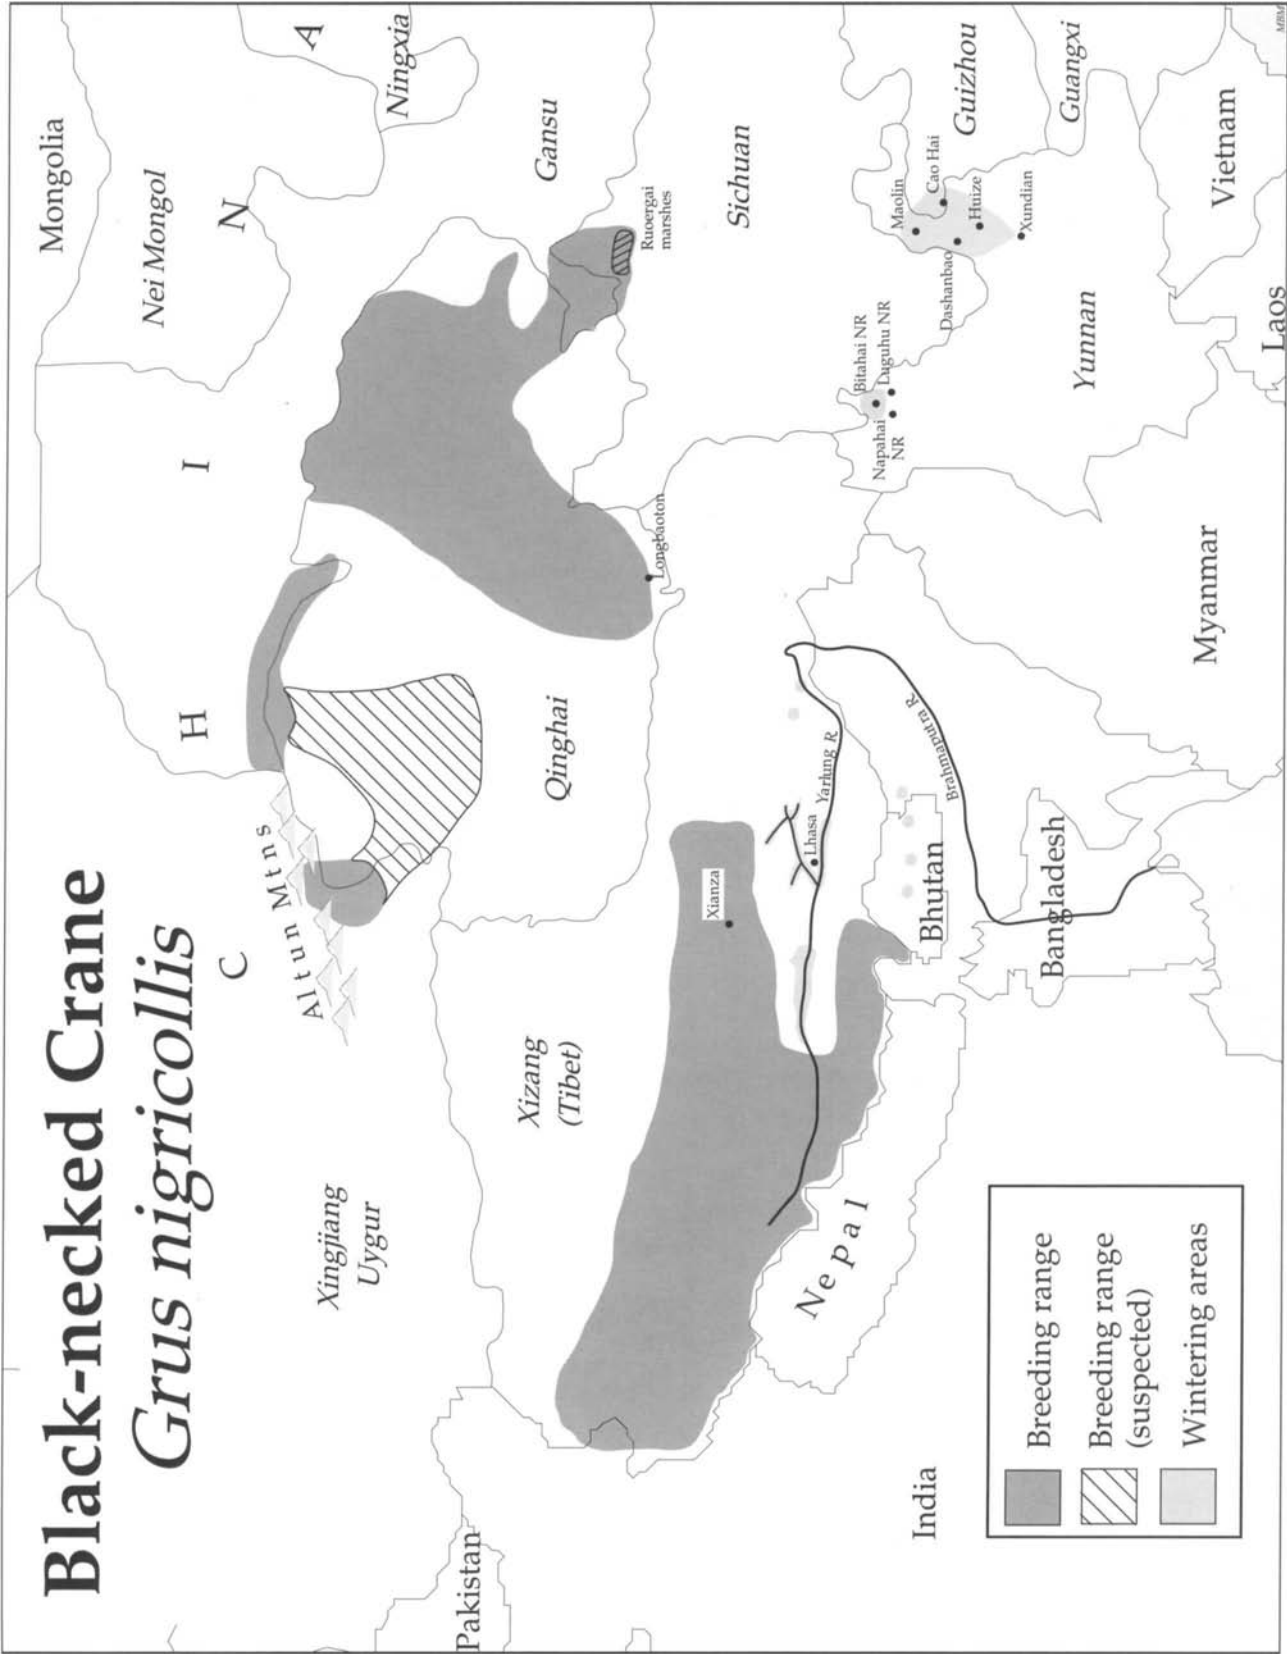 Black-necked Crane
Grus nigricollis
Mongolia
Nei Mongol
C H I N A
Ningxia
Altun Mtns
Xingjiang
Uygur
Gansu
Qinghai
Pakistan
Ruoergai
marshes
Longbaoton
Xizang
(Tibet)
Sichuan
Xianza
Lhasa
Yarlung R
Nepal
Maolin
Cao Hai
Guizhou
Dashanbao
Huize
Bitahai NR
Luguhu NR
Napahai
NR
Xundian
Guangxi
Bhutan
Brahmaputra R.
Yunnan
India
Bangladesh
Myanmar
Vietnam
Laos
Breeding range
Breeding range
(suspected)
Wintering areas
MBM